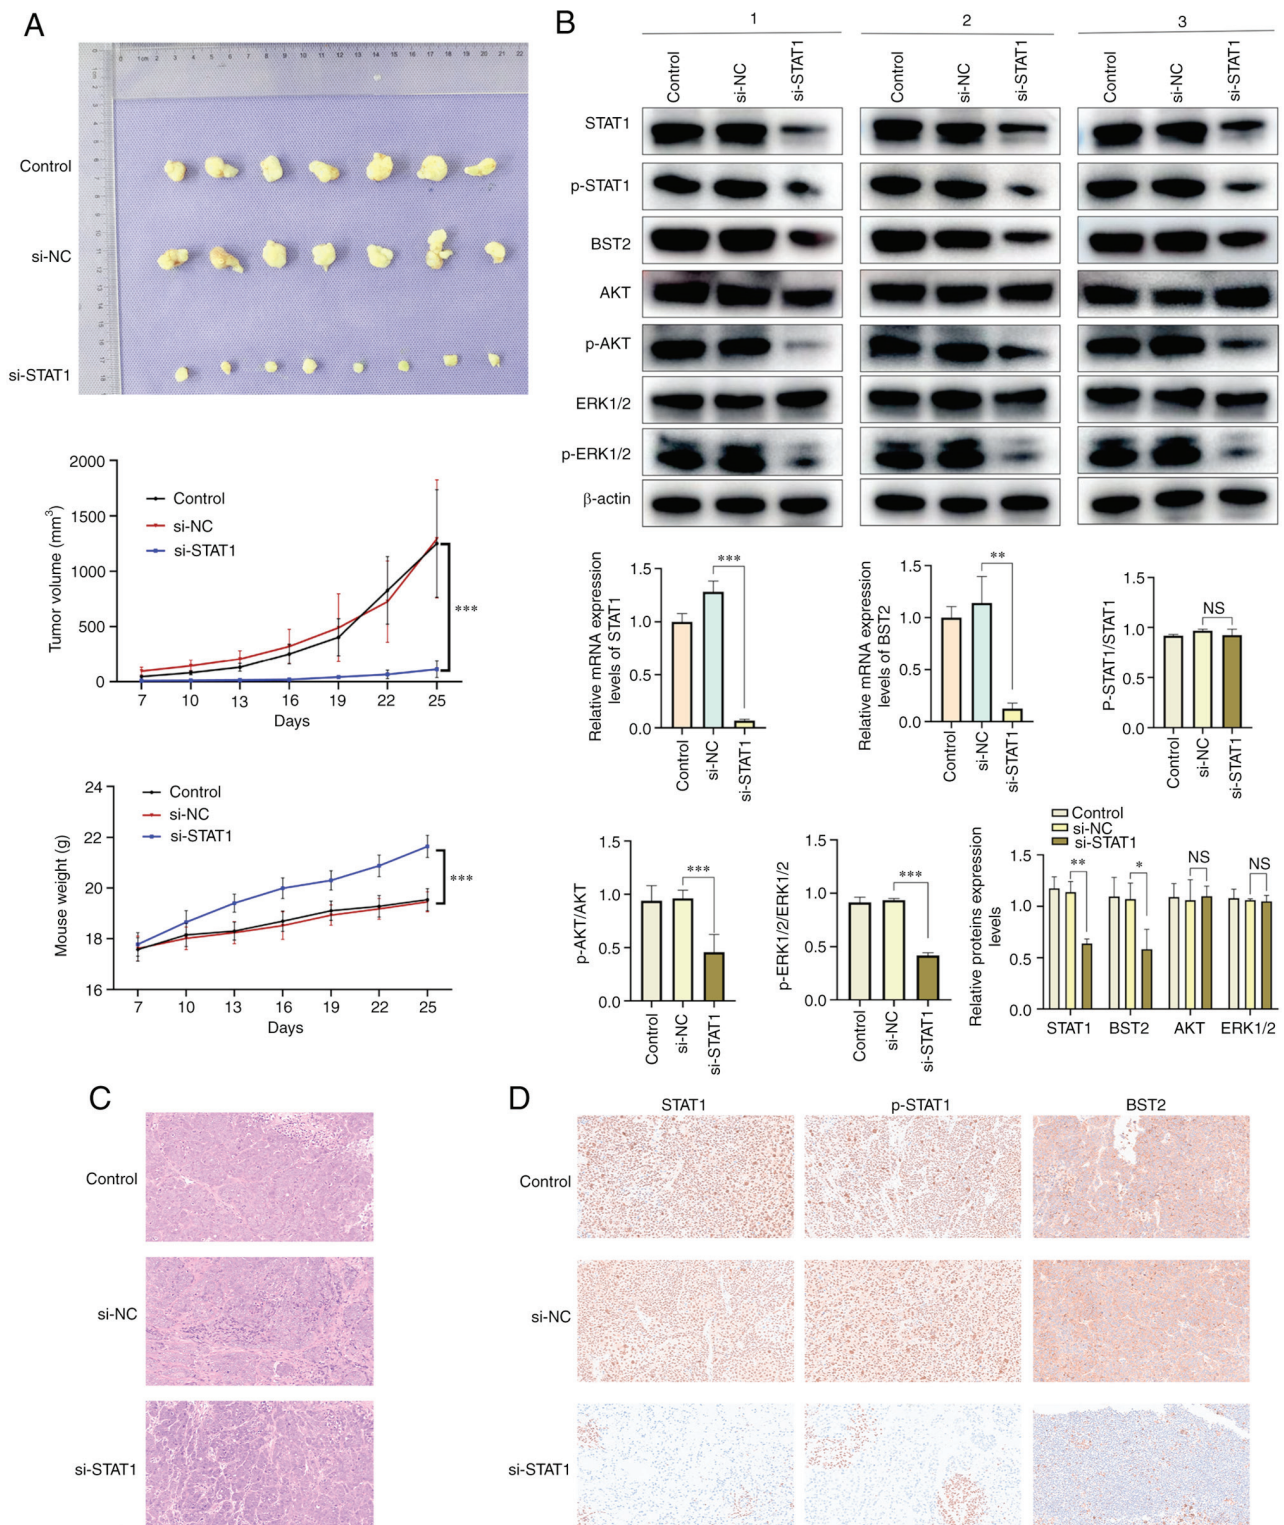 A
Control
si-NC
si-STAT1
2000
1500
1000
500
0
Tumor volume (mm³)
Control
si-NC
si-STAT1
***
7 10 13 16 19 22 25
Days
24
22
20
18
16
Mouse weight (g)
Control
si-NC
si-STAT1
***
7 10 13 16 19 22 25
Days
B
1 2 3
Control si-NC si-STAT1 Control si-NC si-STAT1 Control si-NC si-STAT1
STAT1
p-STAT1
BST2
AKT
p-AKT
ERK1/2
p-ERK1/2
β-actin
Relative mRNA expression
levels of STAT1
1.5
1.0
0.5
0.0
***
Control si-NC si-STAT1
Relative mRNA expression
levels of BST2
1.5
1.0
0.5
0.0
**
Control si-NC si-STAT1
P-STAT1/STAT1
1.5
1.0
0.5
0.0
NS
Control si-NC si-STAT1
p-AKT/AKT
1.5
1.0
0.5
0.0
***
Control si-NC si-STAT1
p-ERK1/2/ERK1/2
1.5
1.0
0.5
0.0
***
Control si-NC si-STAT1
Control
si-NC
si-STAT1
Relative proteins expression
levels
1.5
1.0
0.5
0.0
** * NS NS
STAT1 BST2 AKT ERK1/2
C
Control
si-NC
si-STAT1
D
STAT1 p-STAT1 BST2
Control
si-NC
si-STAT1